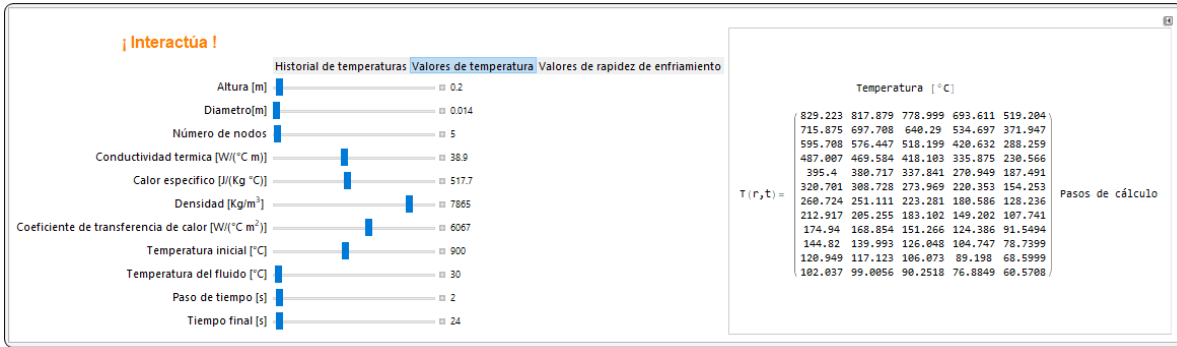 ¡ Interactúa !
Historial de temperaturas Valores de temperatura Valores de rapidez de enfriamiento
Altura [m] 0.2
Diametro[m] 0.014
Número de nodos 5
Conductividad termica [W/(°C m)] 38.9
Calor especifico [J/(Kg °C)] 517.7
Densidad [Kg/m³] 7865
Coeficiente de transferencia de calor [W/(°C m²)] 6067
Temperatura inicial [°C] 900
Temperatura del fluido [°C] 30
Paso de tiempo [s] 2
Tiempo final [s] 24
Temperatura [°C]
829.223 817.879 778.999 693.611 519.204
715.875 697.708 640.29 534.697 371.947
595.708 576.447 518.199 420.632 288.259
487.007 469.584 418.103 335.875 230.566
395.4 380.717 337.841 270.949 187.491
T(r,t)= 320.701 308.728 273.969 220.353 154.253 Pasos de cálculo
260.724 251.111 223.281 180.586 128.236
212.917 205.255 183.102 149.202 107.741
174.94 168.854 151.266 124.386 91.5494
144.82 139.993 126.048 104.747 78.7399
120.949 117.123 106.073 89.198 68.5999
102.037 99.0056 90.2518 76.8849 60.5708